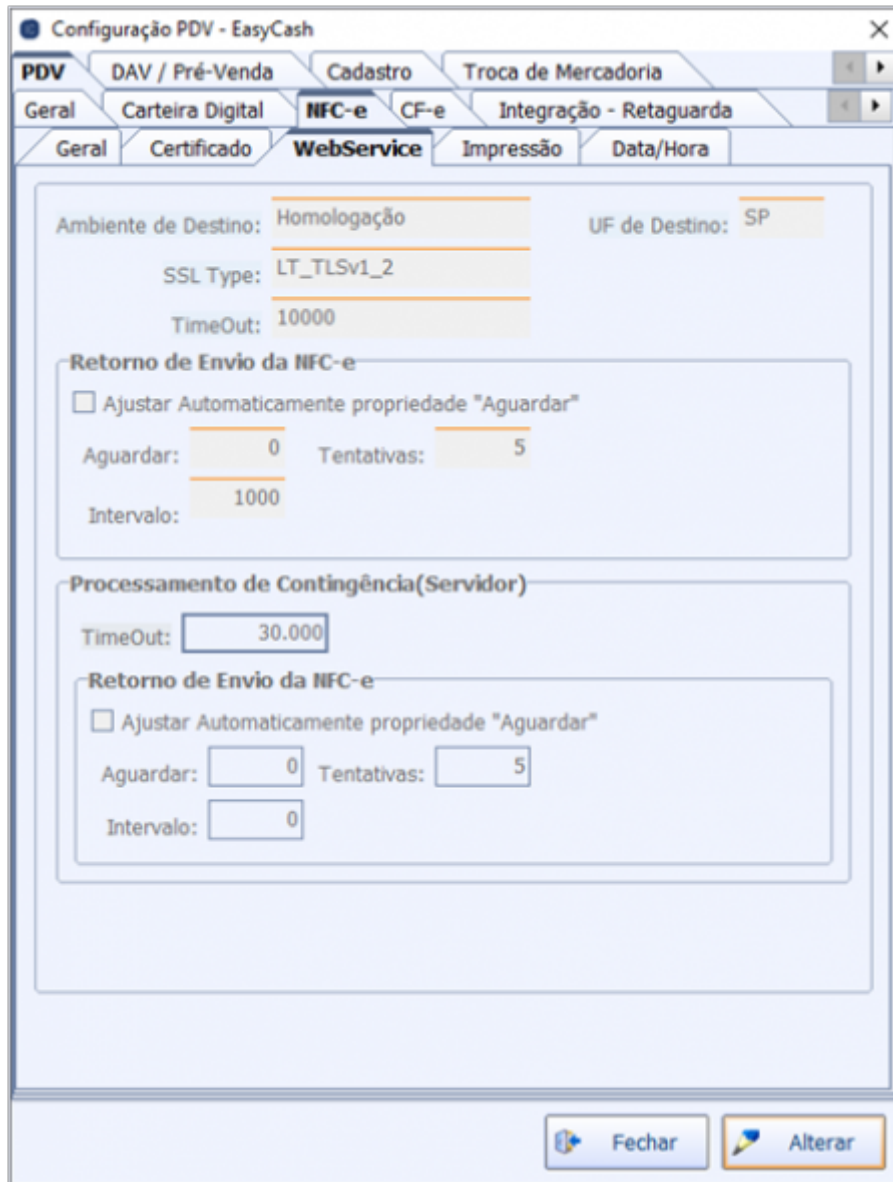 Configuração PDV - EasyCash
PDV DAV / Pré-Venda Cadastro Troca de Mercadoria
Geral Carteira Digital NFC-e CF-e Integração - Retaguarda
Geral Certificado WebService Impressão Data/Hora
Ambiente de Destino: Homologação UF de Destino: SP
SSL Type: LT_TLSv1_2
TimeOut: 10000
Retorno de Envio da NFC-e
Ajustar Automaticamente propriedade "Aguardar"
Aguardar: 0 Tentativas: 5
Intervalo: 1000
Processamento de Contingência(Servidor)
TimeOut: 30.000
Retorno de Envio da NFC-e
Ajustar Automaticamente propriedade "Aguardar"
Aguardar: 0 Tentativas: 5
Intervalo: 0
Fechar Alterar